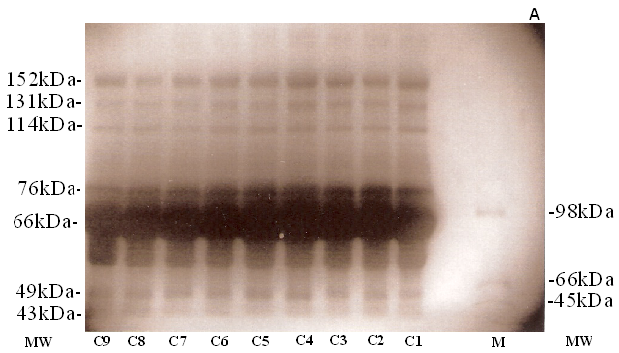 A
152kDa-
131kDa-
114kDa-
76kDa-
66kDa-
-98kDa
-66kDa
49kDa-
-45kDa
43kDa-
MW C9 C8 C7 C6 C5 C4 C3 C2 C1 M MW